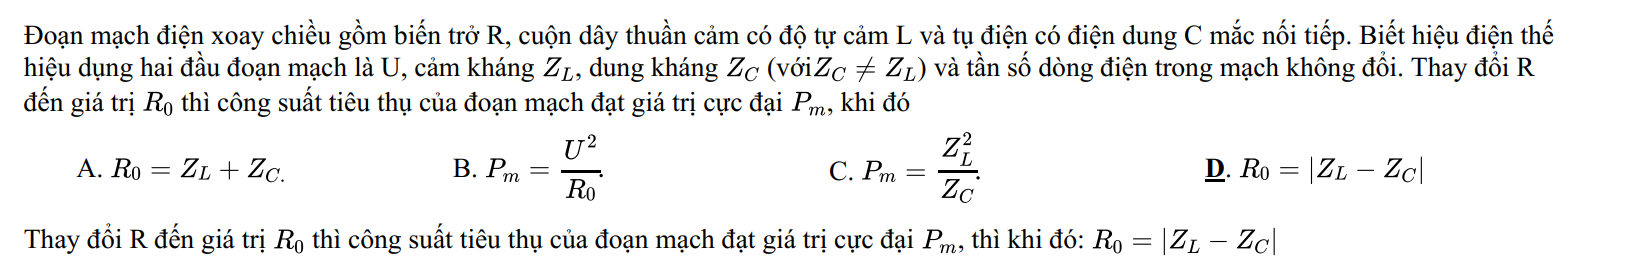 Đoạn mạch điện xoay chiều gồm biến trở R, cuộn dây thuần cảm có độ tự cảm L và tụ điện có điện dung C mắc nối tiếp. Biết hiệu điện thế
hiệu dụng hai đầu đoạn mạch là U, cảm kháng $Z_L$, dung kháng $Z_C$ (với$Z_C \neq Z_L$) và tần số dòng điện trong mạch không đổi. Thay đổi R
đến giá trị $R_0$ thì công suất tiêu thụ của đoạn mạch đạt giá trị cực đại $P_m$, khi đó
A. $R_0 = Z_L + Z_C.$ B. $P_m = \frac{U^2}{R_0}.$ C. $P_m = \frac{Z_L^2}{Z_C}.$ D. $R_0 = |Z_L - Z_C|$
Thay đổi R đến giá trị $R_0$ thì công suất tiêu thụ của đoạn mạch đạt giá trị cực đại $P_m$, thì khi đó: $R_0 = |Z_L - Z_C|$